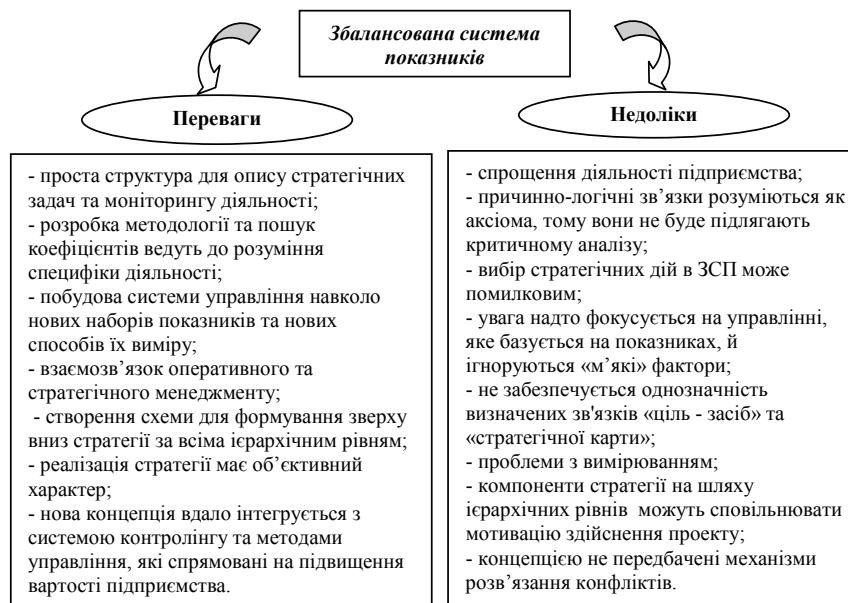 Збалансована система
показників
Переваги
- проста структура для опису стратегічних
задач та моніторингу діяльності;
- розробка методології та пошук
коефіцієнтів ведуть до розуміння
специфіки діяльності;
- побудова системи управління навколо
нових наборів показників та нових
способів їх виміру;
- взаємозв’язок оперативного та
стратегічного менеджменту;
- створення схеми для формування зверху
вниз стратегії за всіма ієрархічним рівням;
- реалізація стратегії має об’єктивний
характер;
- нова концепція вдало інтегрується з
системою контролінгу та методами
управління, які спрямовані на підвищення
вартості підприємства.
Недоліки
- спрощення діяльності підприємства;
- причинно-логічні зв’язки розуміються як
аксіома, тому вони не буде підлягають
критичному аналізу;
- вибір стратегічних дій в ЗСП може
помилковим;
- увага надто фокусується на управлінні,
яке базується на показниках, й
ігноруються «м’які» фактори;
- не забезпечується однозначність
визначених зв'язків «ціль - засіб» та
«стратегічної карти»;
- проблеми з вимірюванням;
- компоненти стратегії на шляху
ієрархічних рівнів можуть сповільнювати
мотивацію здійснення проекту;
- концепцією не передбачені механізми
розв’язання конфліктів.